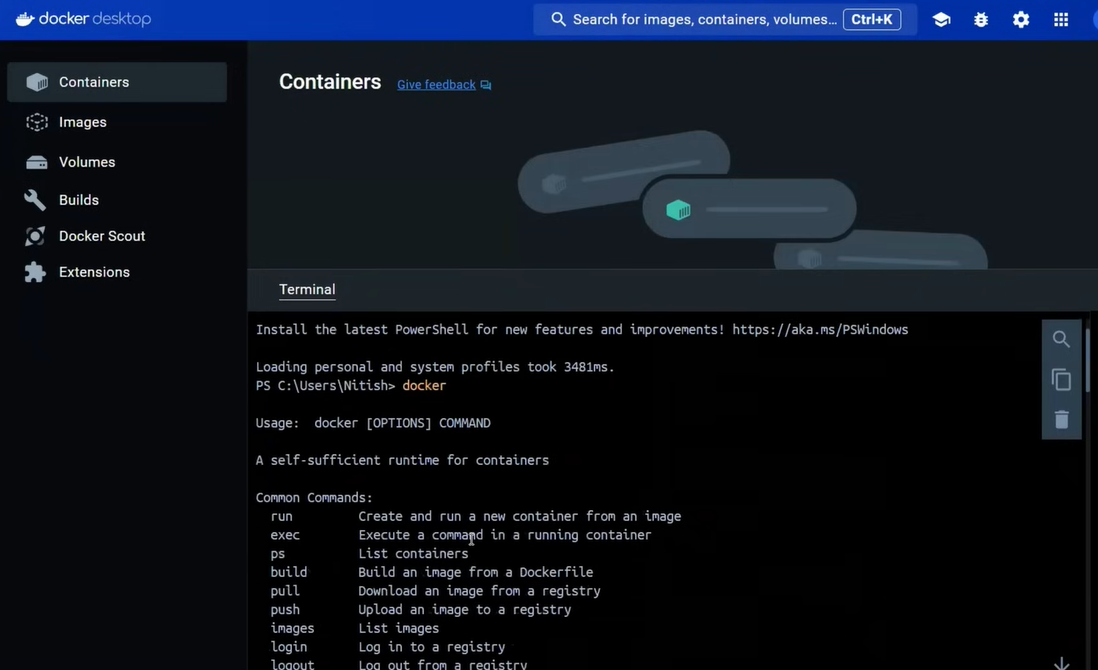 docker desktop
Search for images, containers, volumes... Ctrl+K
Containers
Images
Volumes
Builds
Docker Scout
Extensions
Containers Give feedback
Terminal
Install the latest PowerShell for new features and improvements! https://aka.ms/PSWindows
Loading personal and system profiles took 3481ms.
PS C:\Users\Nitish> docker
Usage:  docker [OPTIONS] COMMAND
A self-sufficient runtime for containers
Common Commands:
  run         Create and run a new container from an image
  exec        Execute a command in a running container
  ps          List containers
  build       Build an image from a Dockerfile
  pull        Download an image from a registry
  push        Upload an image to a registry
  images      List images
  login       Log in to a registry
  logout      Log out from a registry